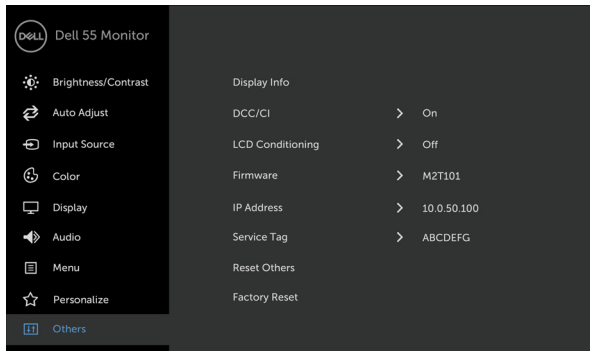 DELL Dell 55 Monitor
Brightness/Contrast
Auto Adjust
Input Source
Color
Display
Audio
Menu
Personalize
Others
Display Info
DCC/CI > On
LCD Conditioning > Off
Firmware > M2T101
IP Address > 10.0.50.100
Service Tag > ABCDEFG
Reset Others
Factory Reset